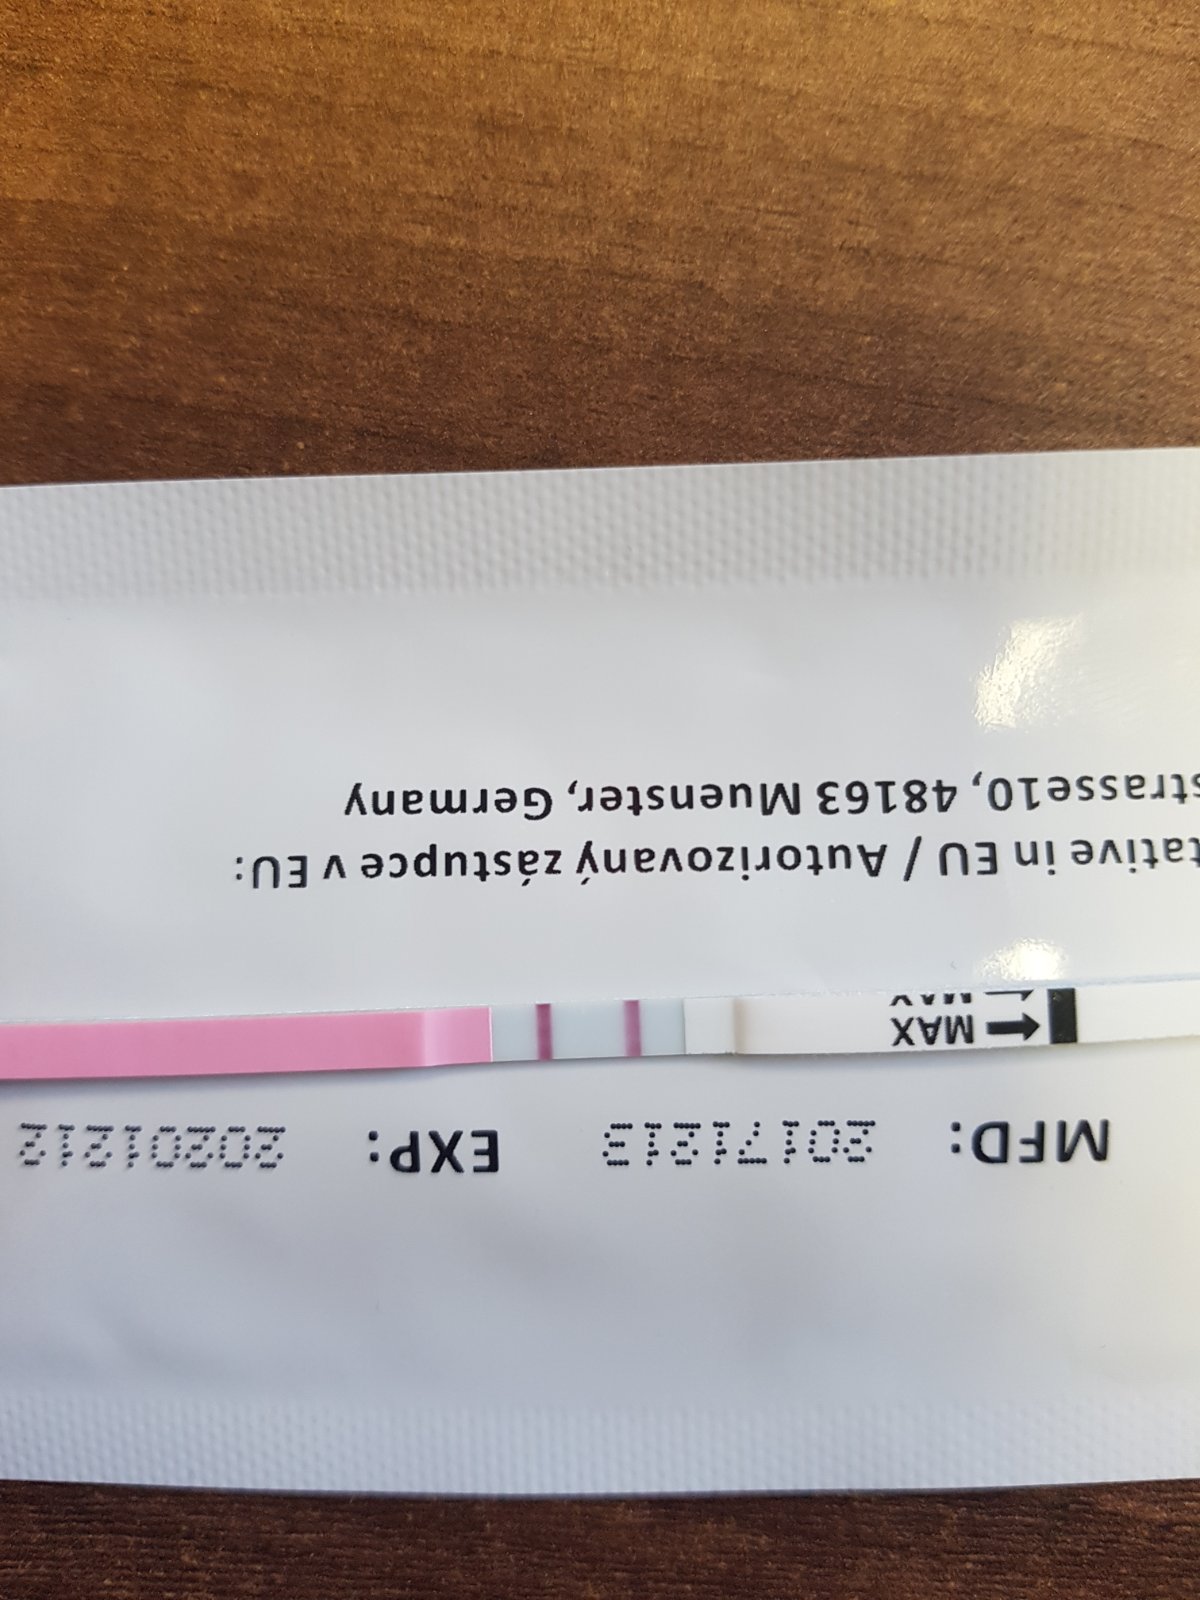 MAX
MAX
MFD: 20171213 EXP: 20201212
tative in EU / Autorizovaný zástupce v EU:
strasse10, 48163 Muenster, Germany